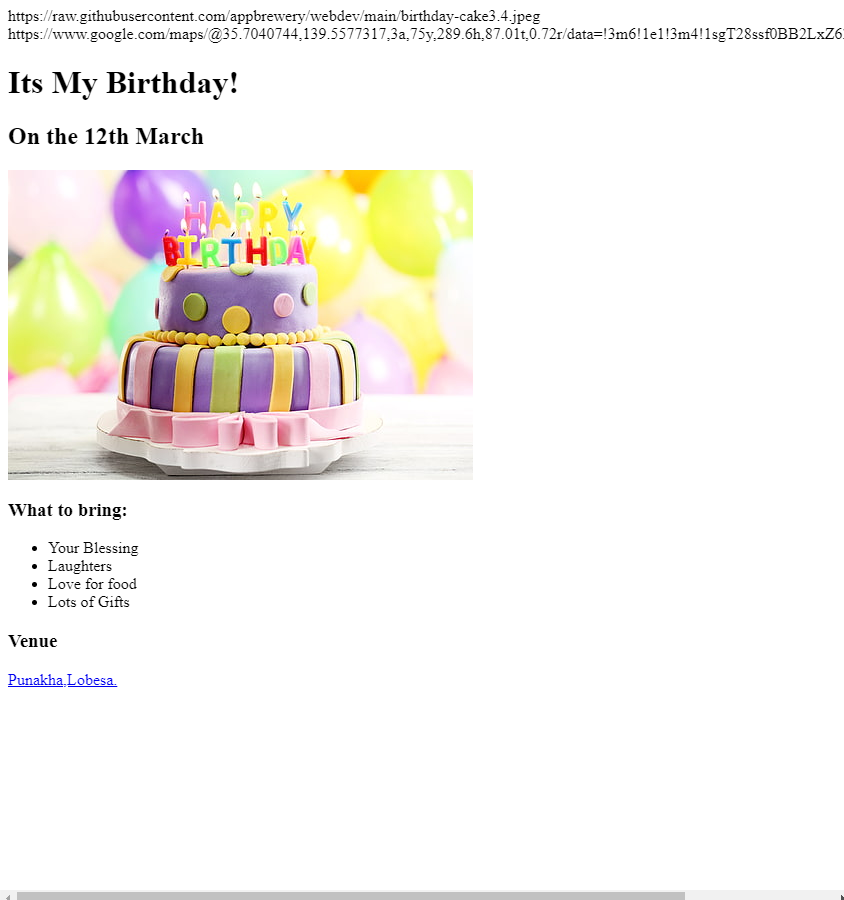 https://raw.githubusercontent.com/appbrewery/webdev/main/birthday-cake3.4.jpeg
https://www.google.com/maps/@35.7040744,139.5577317,3a,75y,289.6h,87.01t,0.72r/data=!3m6!1e1!3m4!1sgT28ssf0BB2LxZ6
Its My Birthday!
On the 12th March
HAPPY
BIRTHDAY
What to bring:
Your Blessing
Laughters
Love for food
Lots of Gifts
Venue
Punakha,Lobesa.